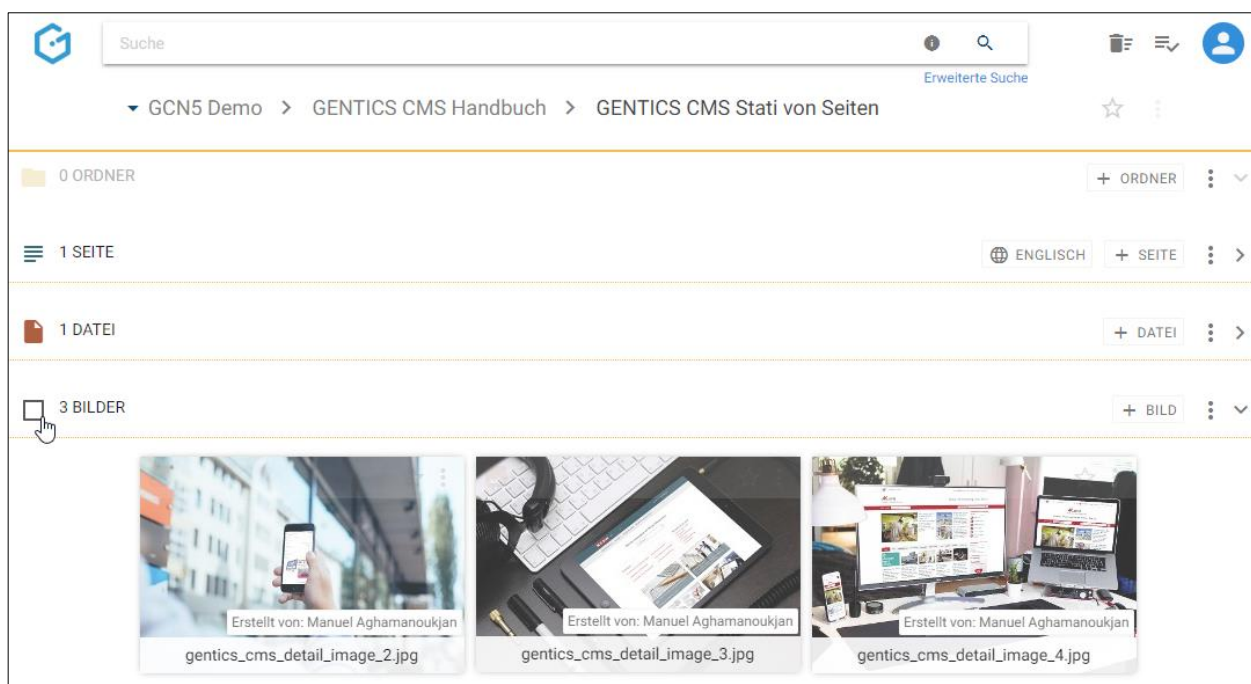 Suche
Erweiterte Suche
GCN5 Demo > GENTICS CMS Handbuch > GENTICS CMS Stati von Seiten
0 ORDNER
+ ORDNER
1 SEITE
ENGLISCH
+ SEITE
1 DATEI
+ DATEI
3 BILDER
+ BILD
Erstellt von: Manuel Aghamanoukjan
Erstellt von: Manuel Aghamanoukjan
Erstellt von: Manuel Aghamanoukjan
gentics_cms_detail_image_2.jpg
gentics_cms_detail_image_3.jpg
gentics_cms_detail_image_4.jpg